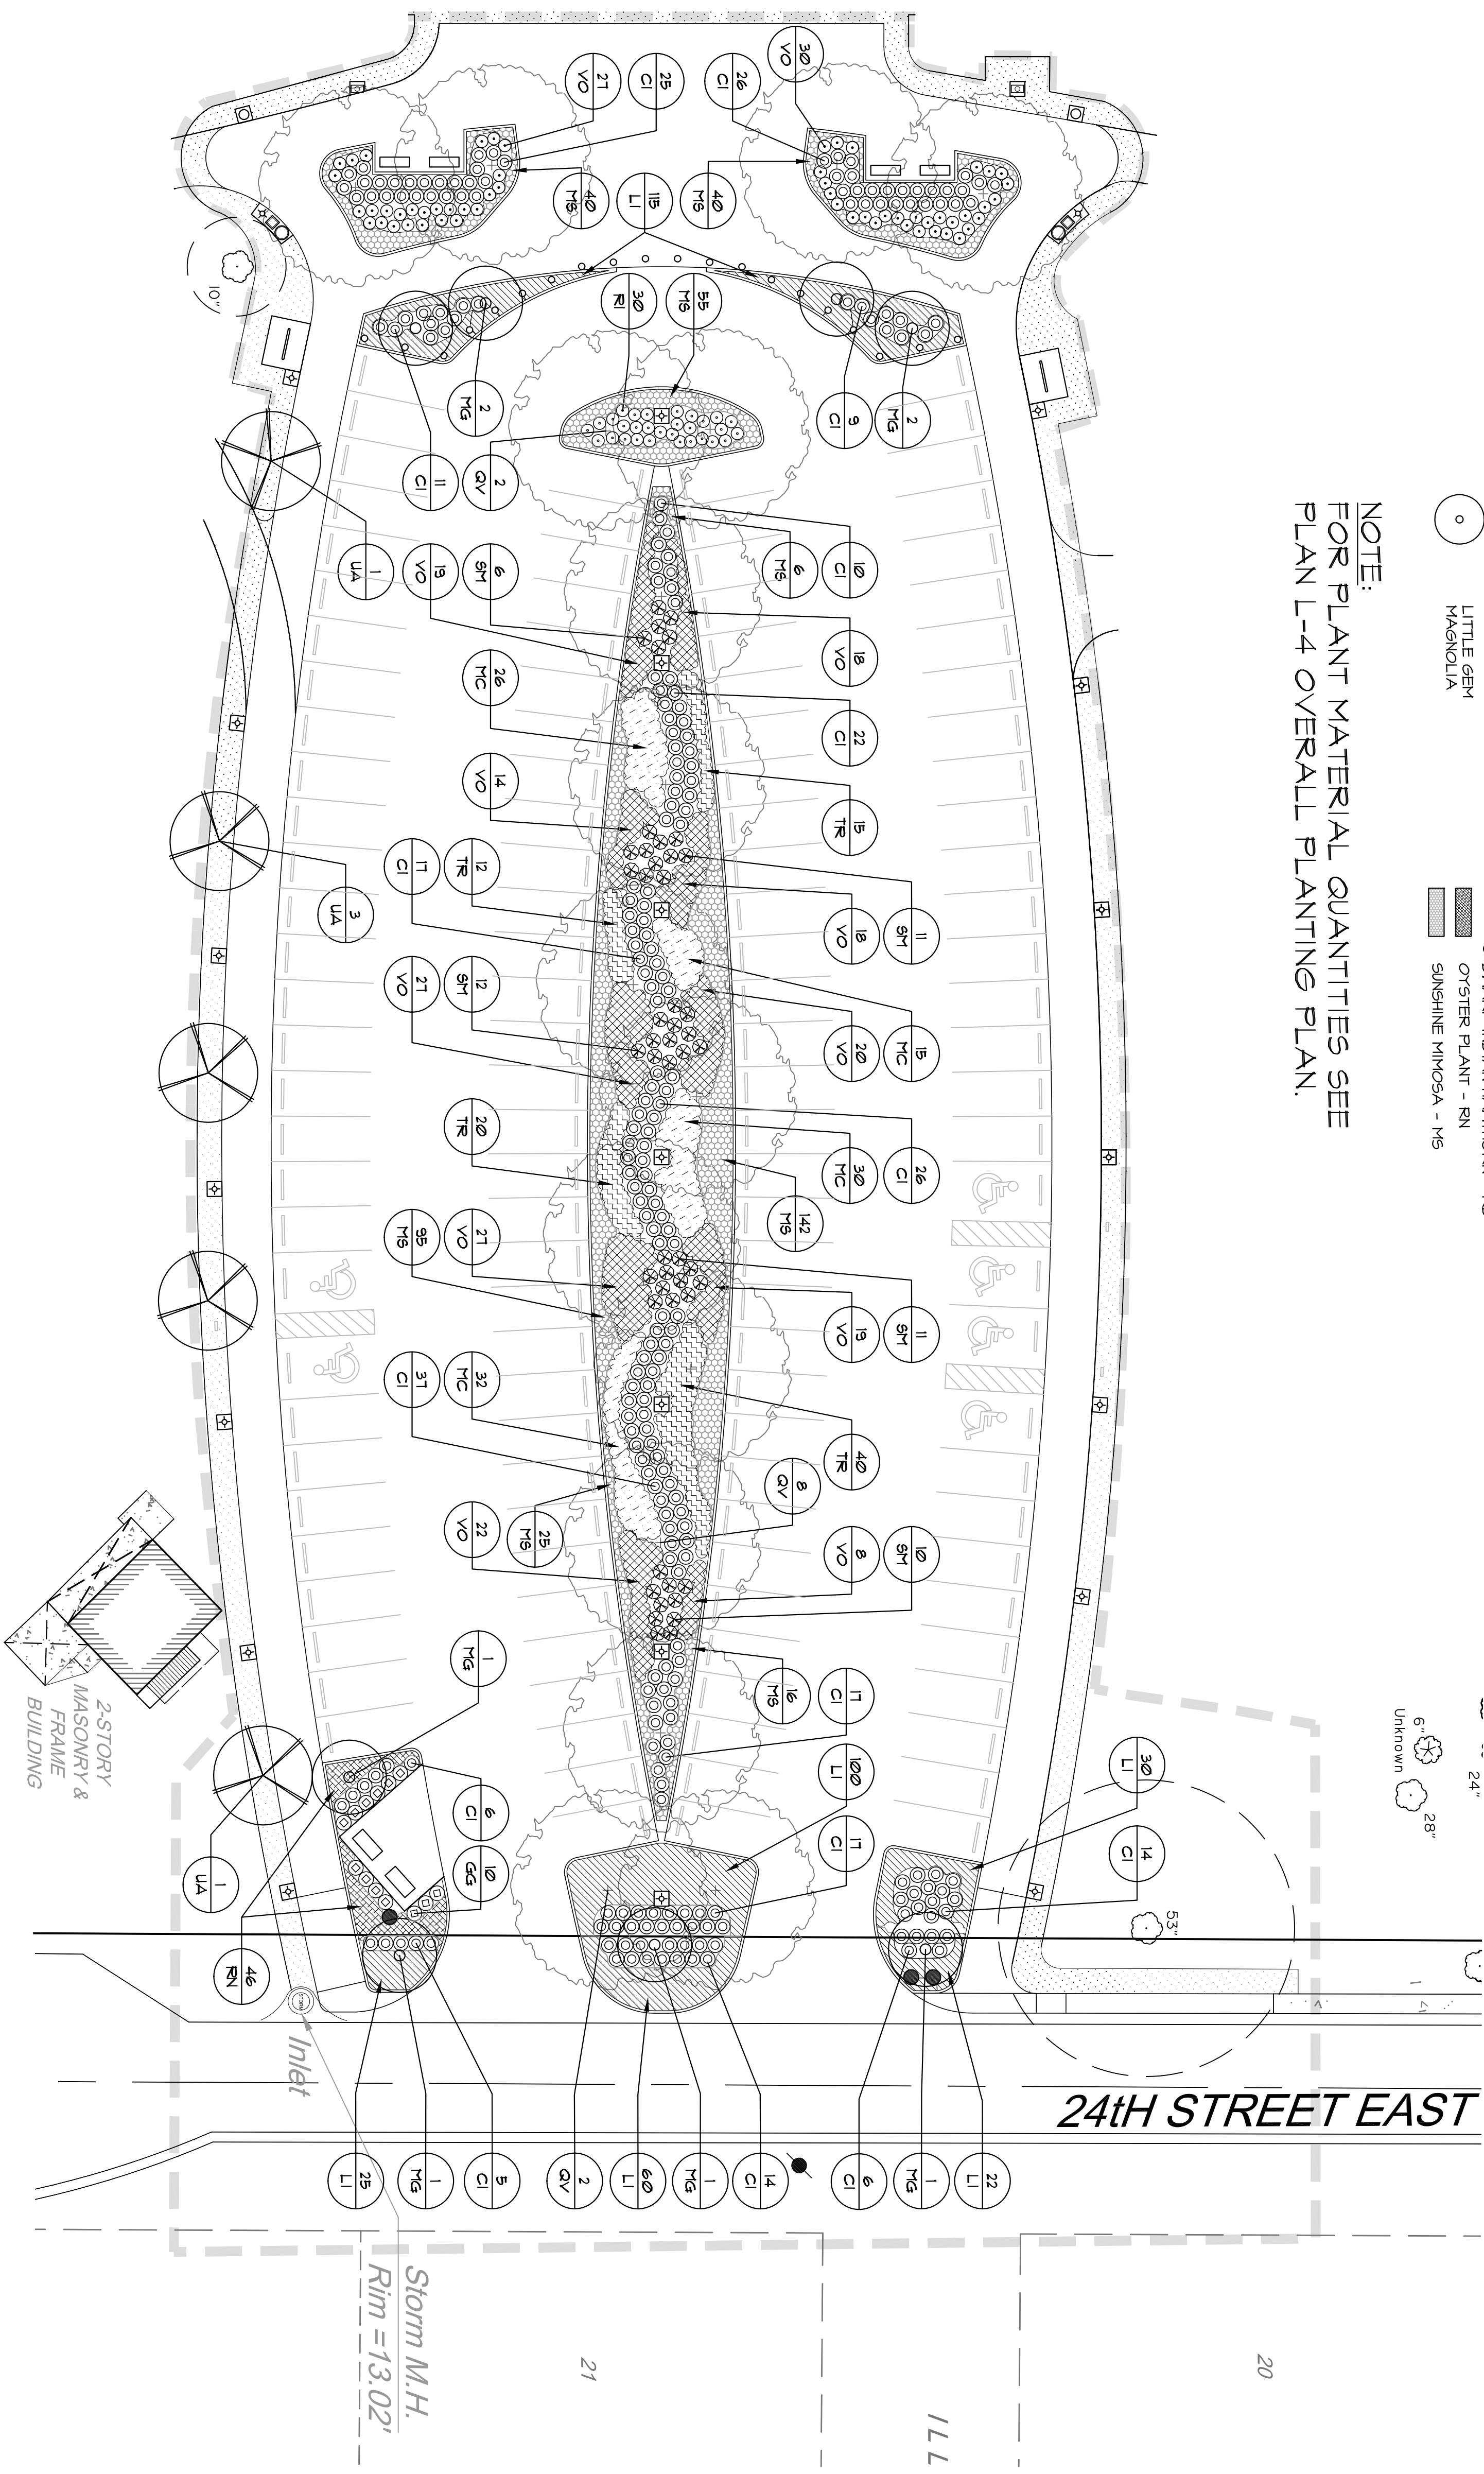 30
VO
26
CI
25
CI
27
VO
40
MS
115
LI
40
MS
10"
30
RI
55
MS
2
MG
11
CI
2
QV
9
CI
2
MG
NOTE:
FOR PLANT MATERIAL QUANTITIES SEE
PLAN L-4 OVERALL PLANTING PLAN.
LITTLE GEM
MAGNOLIA
OYSTER PLANT - RN
SUNSHINE MIMOSA - MS
1
UA
19
VO
6
SM
6
MS
10
CI
18
VO
26
MC
22
CI
14
VO
15
TR
17
CI
12
TR
3
UA
18
VO
11
SM
27
VO
12
SM
20
VO
15
MC
20
TR
30
MC
26
CI
142
MS
95
MS
27
VO
19
VO
11
SM
37
CI
32
MC
40
TR
8
QV
22
VO
25
MS
8
VO
10
SM
1
MG
16
MS
17
CI
100
LI
30
LI
6
CI
10
GG
17
CI
14
CI
1
UA
46
RN
53"
24"
6"
Unknown
28"
2-STORY
MASONRY &
FRAME
BUILDING
Inlet
24tH STREET EAST
25
LI
1
MG
5
CI
2
QV
60
LI
1
MG
14
CI
6
CI
1
MG
22
LI
Storm M.H.
Rim =13.02'
21
20
ILL